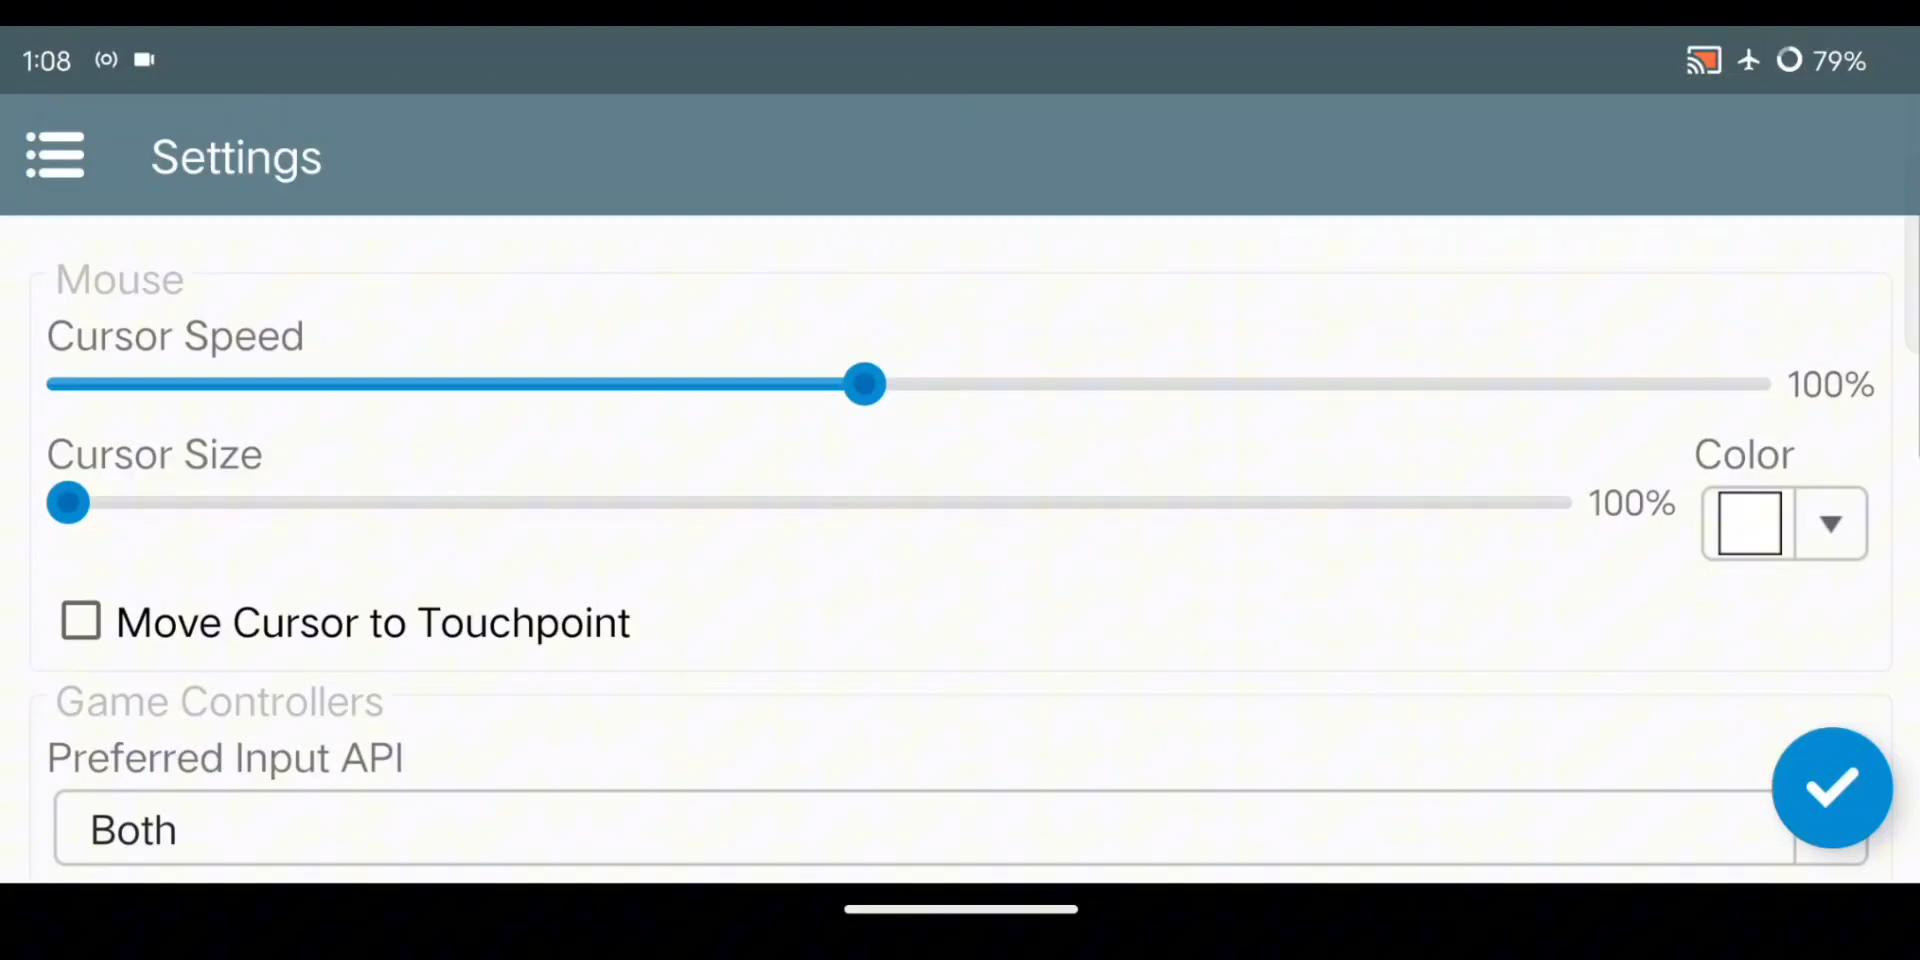 1:08
79%
Settings
Mouse
Cursor Speed
100%
Cursor Size
Color
100%
Move Cursor to Touchpoint
Game Controllers
Preferred Input API
Both